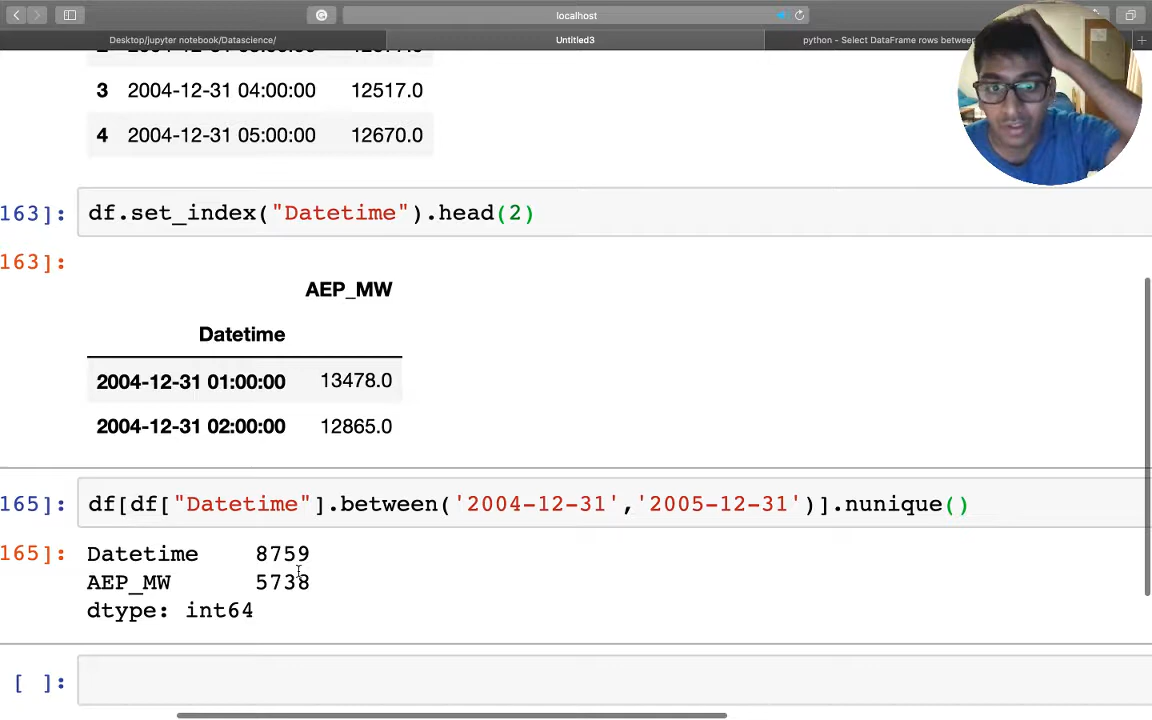 localhost
Desktop/jupyter notebook/Datascience/
Untitled3
python - Select DataFrame rows between
3 2004-12-31 04:00:00 12517.0
4 2004-12-31 05:00:00 12670.0
163]: df.set_index("Datetime").head(2)
163]:
AEP_MW
Datetime
2004-12-31 01:00:00 13478.0
2004-12-31 02:00:00 12865.0
165]: df[df["Datetime"].between('2004-12-31','2005-12-31')].nunique()
165]: Datetime 8759
AEP_MW 5738
dtype: int64
[ ]: